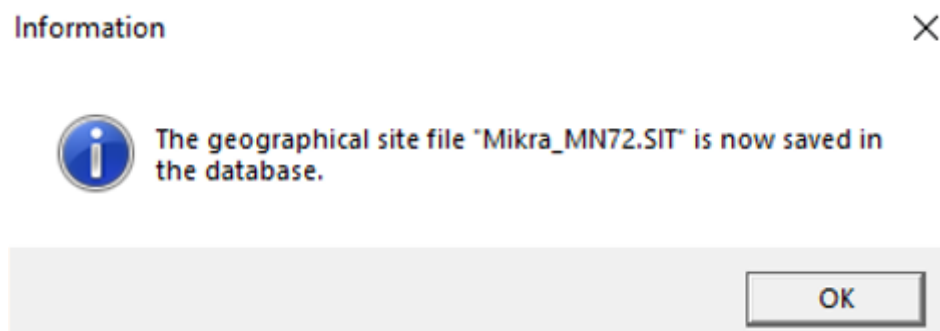 Information
The geographical site file "Mikra_MN72.SIT" is now saved in
the database.
OK